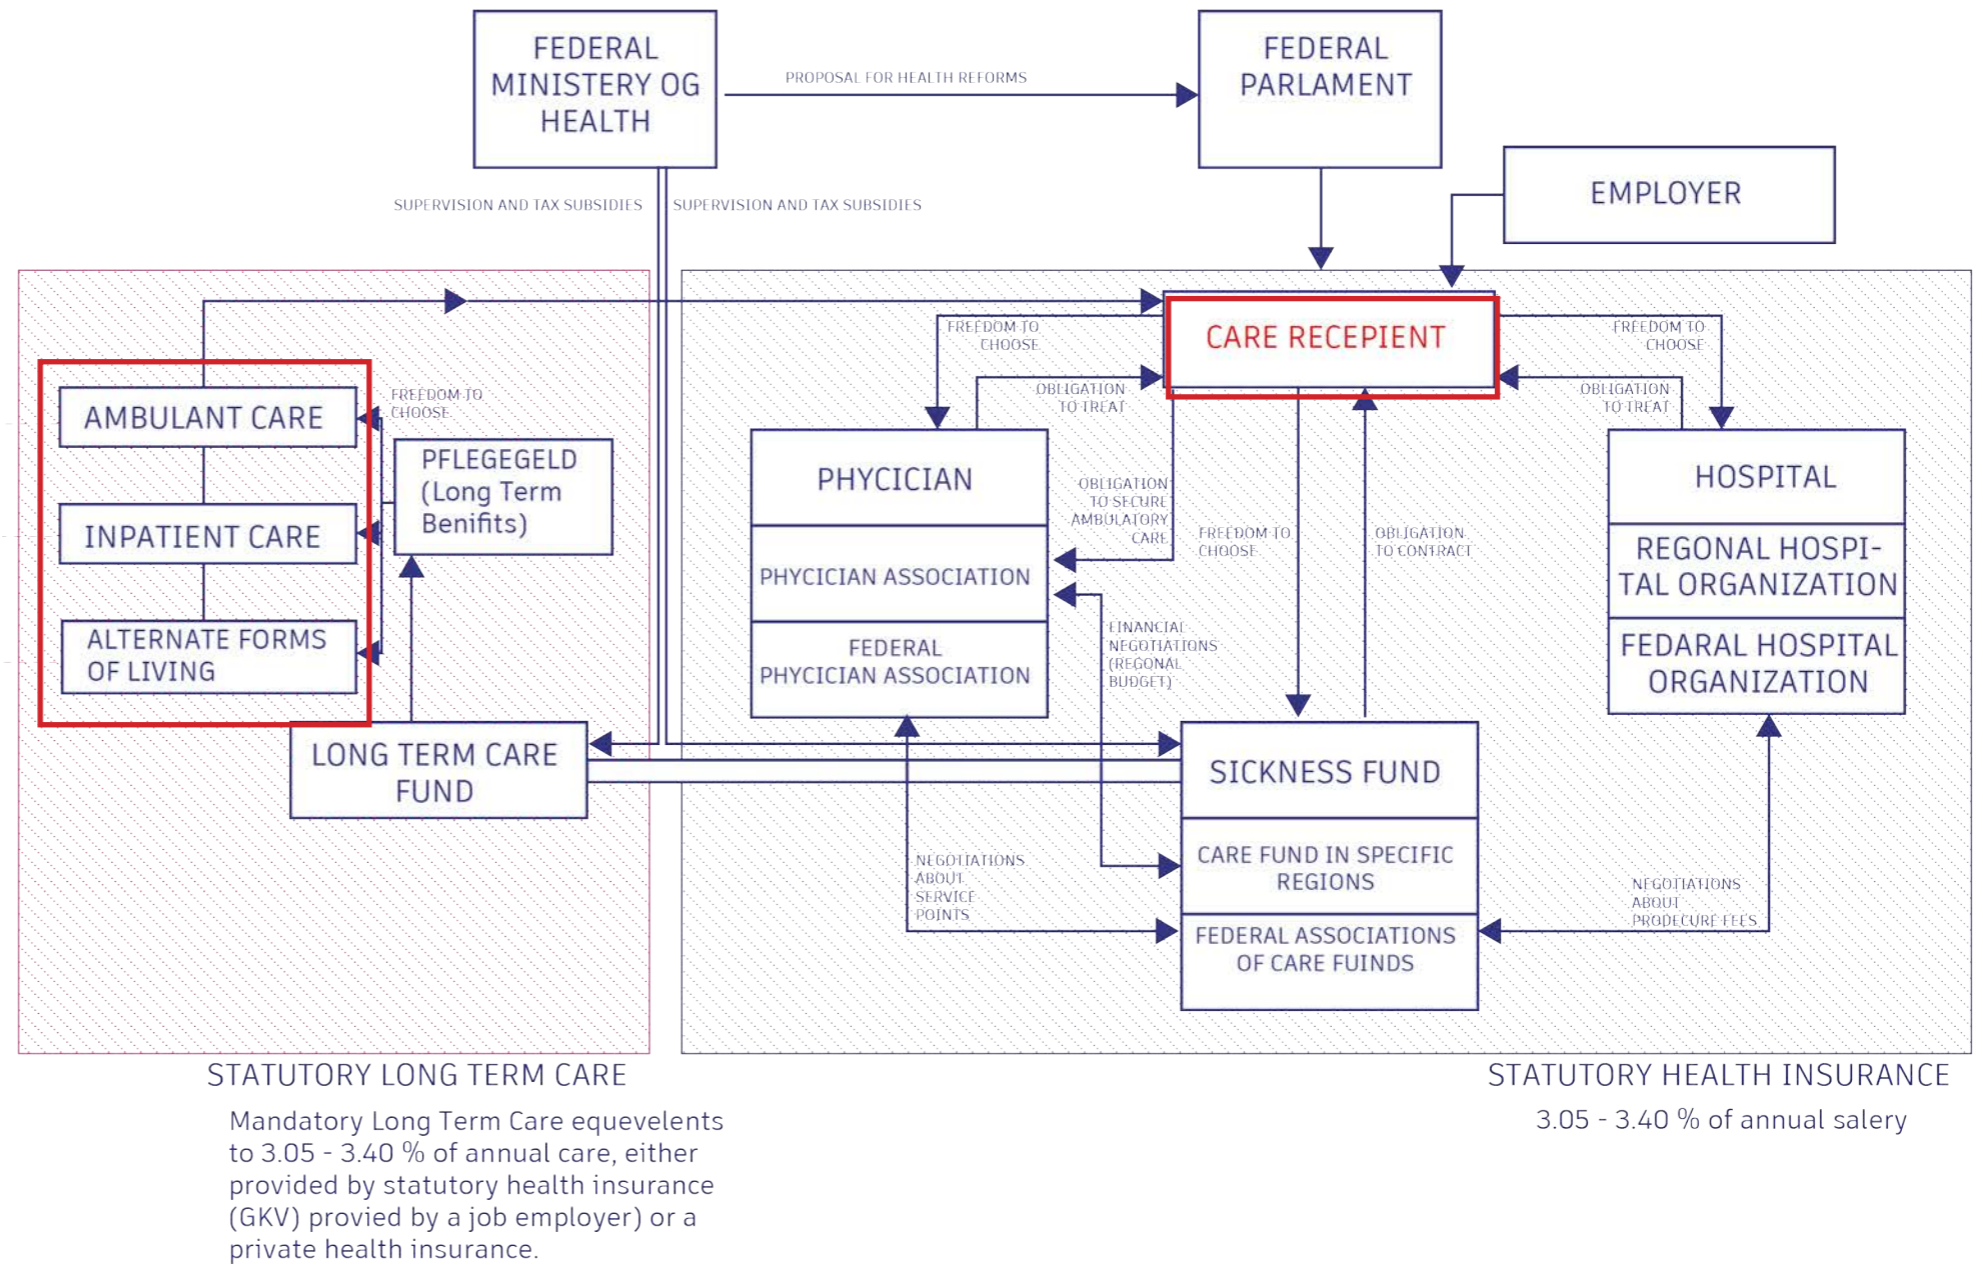 FEDERAL
MINISTERY OG
HEALTH
PROPOSAL FOR HEALTH REFORMS
FEDERAL
PARLAMENT
EMPLOYER
SUPERVISION AND TAX SUBSIDIES
SUPERVISION AND TAX SUBSIDIES
AMBULANT CARE
INPATIENT CARE
ALTERNATE FORMS
OF LIVING
FREEDOM TO
CHOOSE
PFLEGEGELD
(Long Term
Benifits)
LONG TERM CARE
FUND
CARE RECEPIENT
FREEDOM TO
CHOOSE
OBLIGATION
TO TREAT
FREEDOM TO
CHOOSE
OBLIGATION
TO TREAT
PHYCICIAN
PHYCICIAN ASSOCIATION
FEDERAL
PHYCICIAN ASSOCIATION
OBLIGATION
TO SECURE
AMBULATORY
CARE
FREEDOM TO
CHOOSE
OBLIGATION
TO CONTRACT
HOSPITAL
REGONAL HOSPI-
TAL ORGANIZATION
FEDARAL HOSPITAL
ORGANIZATION
FINANCIAL
NEGOTIATIONS
(REGONAL
BUDGET)
SICKNESS FUND
CARE FUND IN SPECIFIC
REGIONS
FEDERAL ASSOCIATIONS
OF CARE FUINDS
NEGOTIATIONS
ABOUT
SERVICE
POINTS
NEGOTIATIONS
ABOUT
PRODECURE FEES
STATUTORY LONG TERM CARE
Mandatory Long Term Care equevelents
to 3.05 - 3.40 % of annual care, either
provided by statutory health insurance
(GKV) provied by a job employer) or a
private health insurance.
STATUTORY HEALTH INSURANCE
3.05 - 3.40 % of annual salery